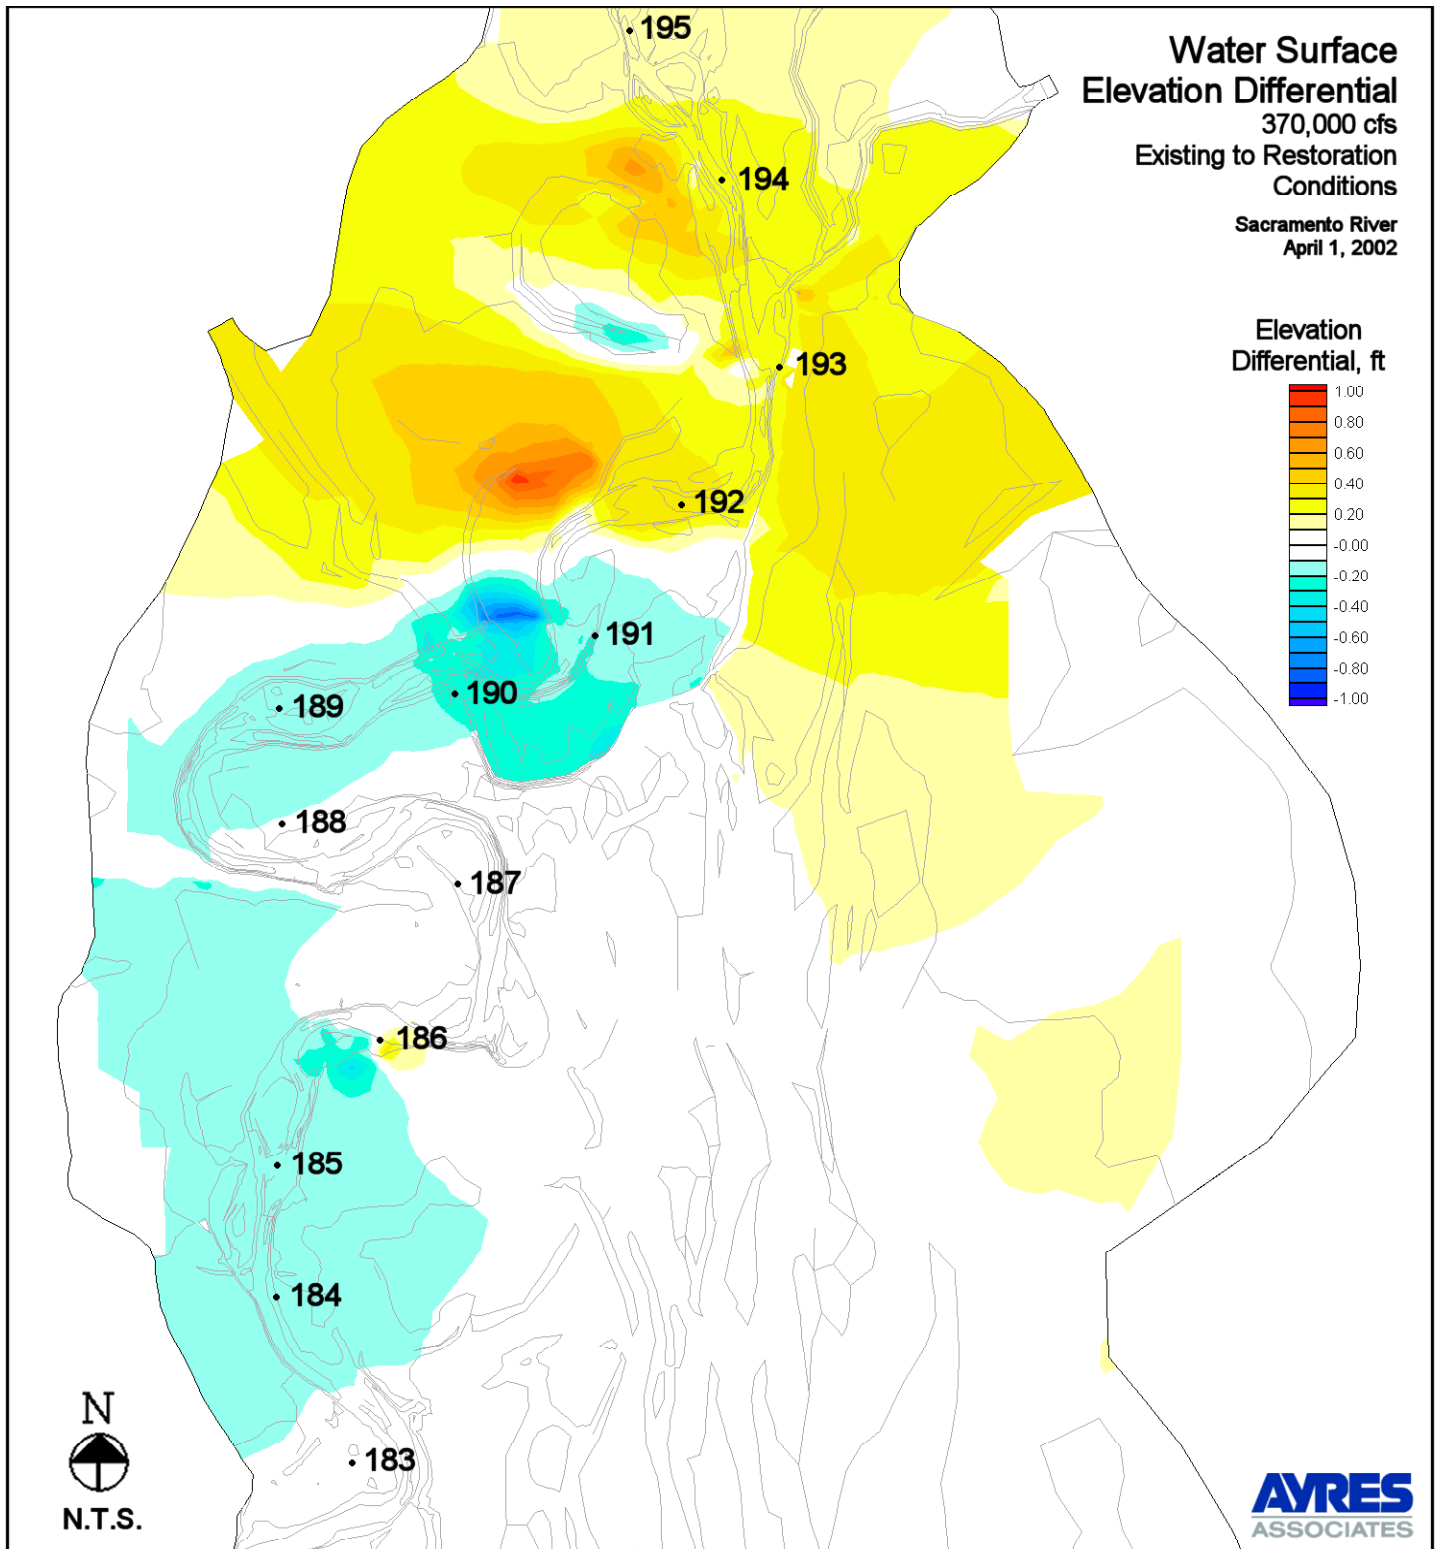 Water Surface
Elevation Differential
370,000 cfs
Existing to Restoration
Conditions
Sacramento River
April 1, 2002
Elevation
Differential, ft
1.00
0.80
0.60
0.40
0.20
-0.00
-0.20
-0.40
-0.60
-0.80
-1.00
195
194
193
192
191
190
189
188
187
186
185
184
183
N
N.T.S.
AYRES
ASSOCIATES